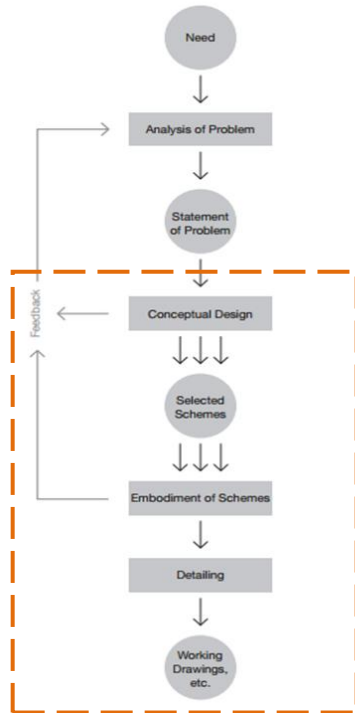 Need
Analysis of Problem
Statement
of Problem
Feedback
Conceptual Design
Selected
Schemes
Embodiment of Schemes
Detailing
Working
Drawings,
etc.